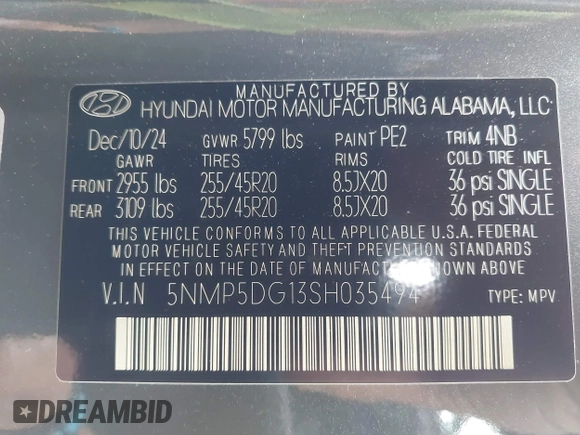 MANUFACTURED BY
HYUNDAI MOTOR MANUFACTURING ALABAMA, LLC
Dec/10/24 GVWR 5799 lbs PAINT PE2 TRIM 4NB
GAWR TIRES RIMS COLD TIRE INFL
FRONT 2955 lbs 255/45R20 8.5JX20 36 psi SINGLE
REAR 3109 lbs 255/45R20 8.5JX20 36 psi SINGLE
THIS VEHICLE CONFORMS TO ALL APPLICABLE U.S.A. FEDERAL
MOTOR VEHICLE SAFETY AND THEFT PREVENTION STANDARDS
IN EFFECT ON THE DATE OF MANUFACTURE SHOWN ABOVE.
V.I.N 5NMP5DG13SH035494 TYPE: MPV
DREAMBID